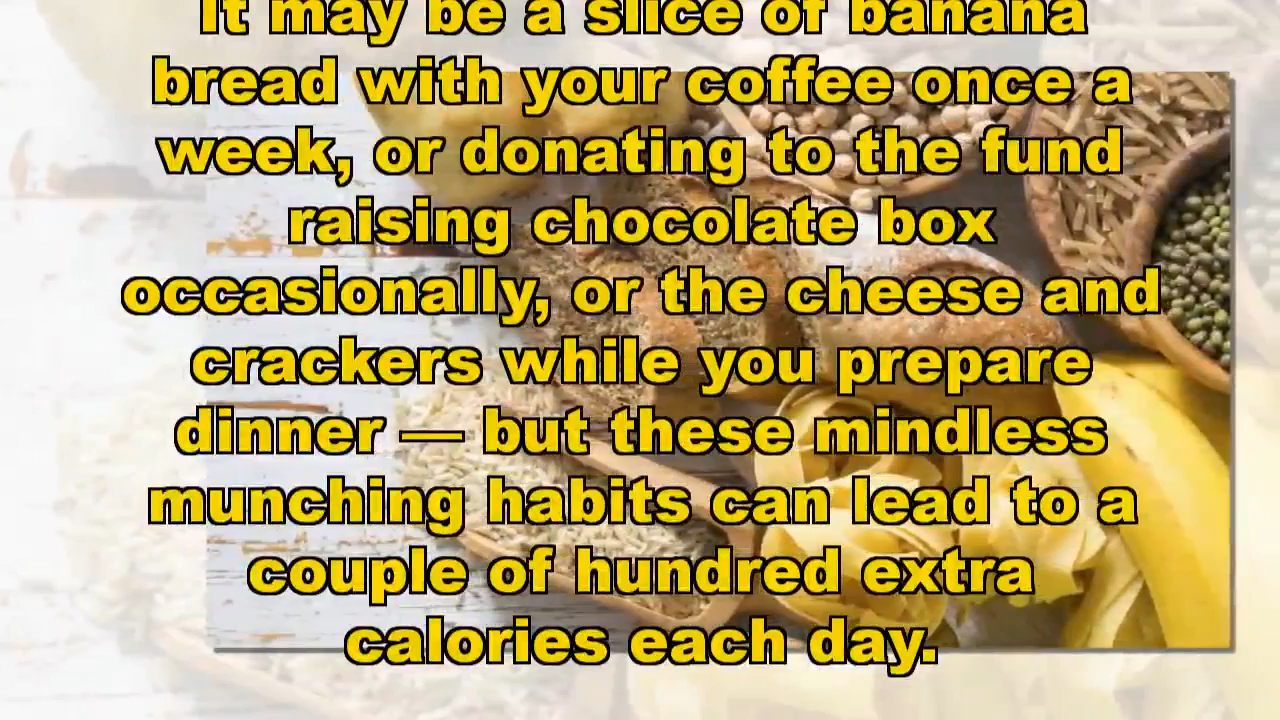 It may be a slice of banana
bread with your coffee once a
week, or donating to the fund
raising chocolate box
occasionally, or the cheese and
crackers while you prepare
dinner — but these mindless
munching habits can lead to a
couple of hundred extra
calories each day.